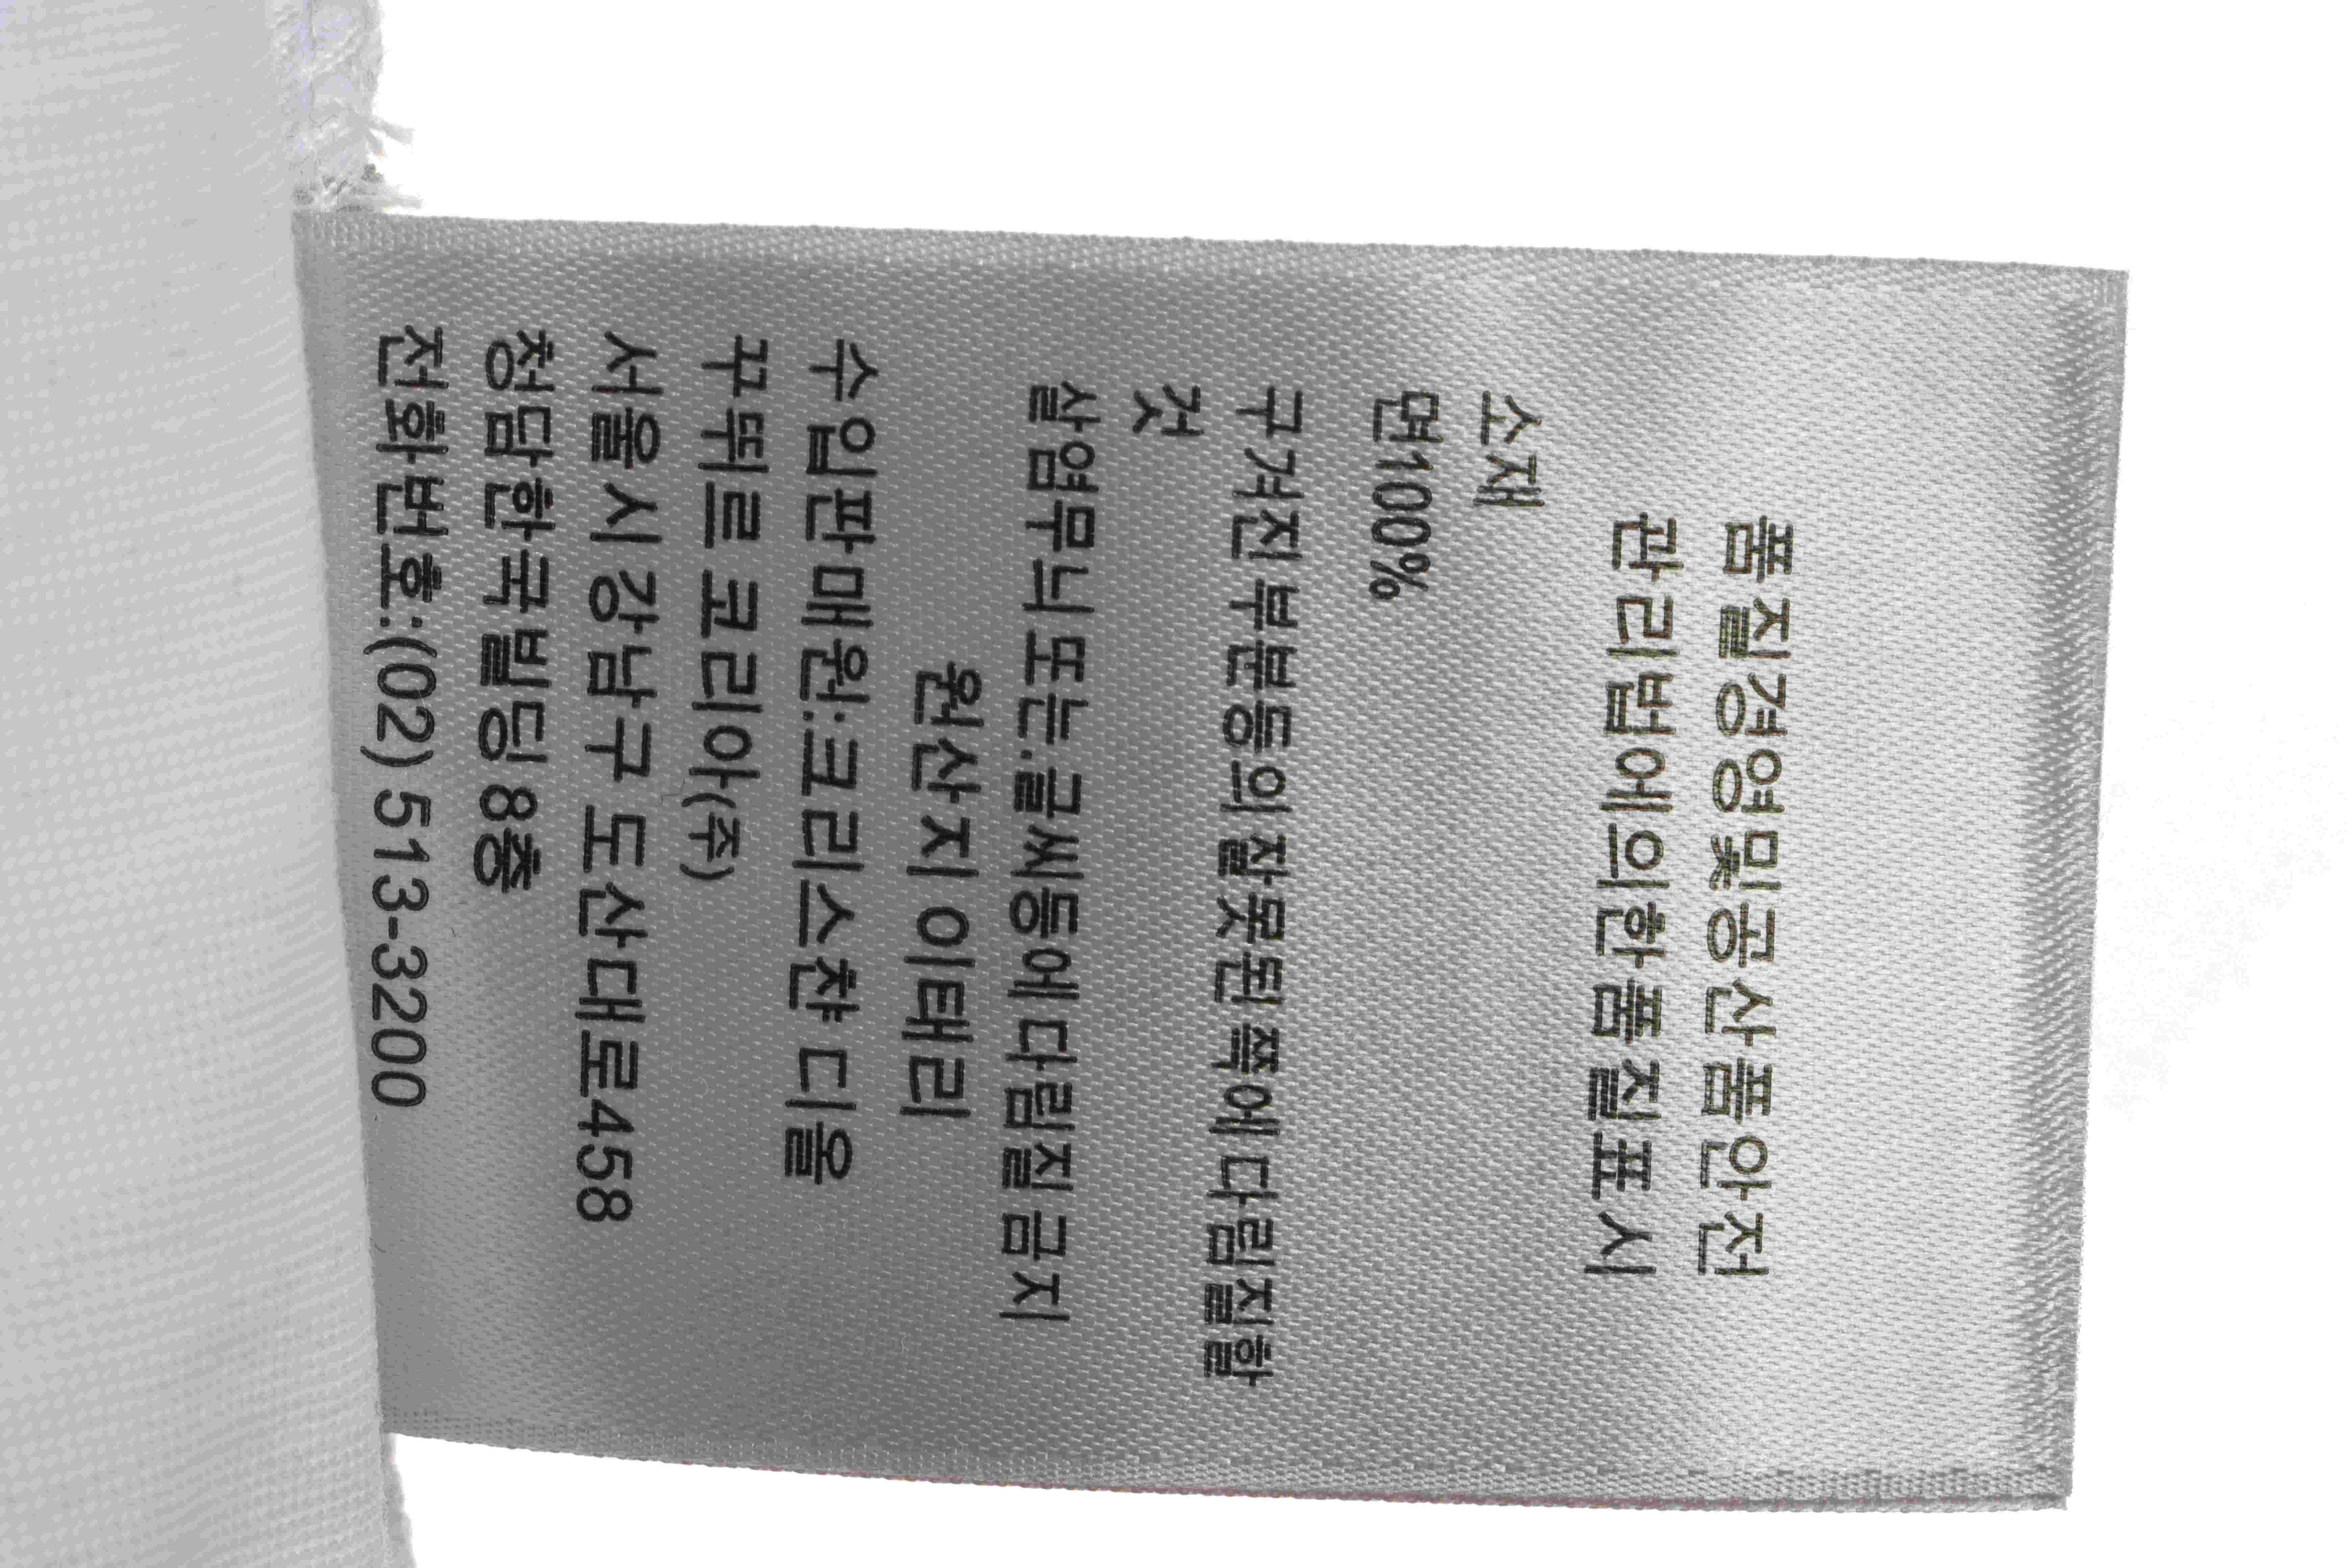 품질경영및공산품안전
관리법에의한품질표시
소재
면100%
구겨진 부분등의 잘못된 쪽에 다림질할
것
살염무늬 또는.글씨등에 다림질 금지
원산지 이태리
수입판매원:크리스챤 디올
꾸뛰르 코리아(주)
서울시 강남구 도산대로458
청담한국빌딩 8층
전화번호:(02) 513-3200